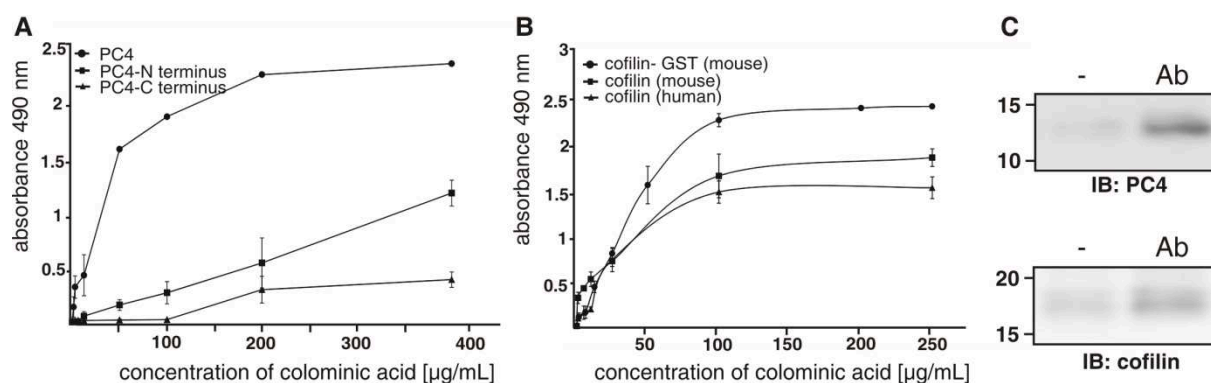 A
PC4
PC4-N terminus
PC4-C terminus
absorbance 490 nm
2.5
2
1.5
1
0.5
100
200
300
400
concentration of colominic acid [µg/mL]
B
cofilin- GST (mouse)
cofilin (mouse)
cofilin (human)
absorbance 490 nm
3
2.5
2
1.5
1
0.5
50
100
150
200
250
concentration of colominic acid [µg/mL]
C
- Ab
15
10
IB: PC4
- Ab
20
15
IB: cofilin